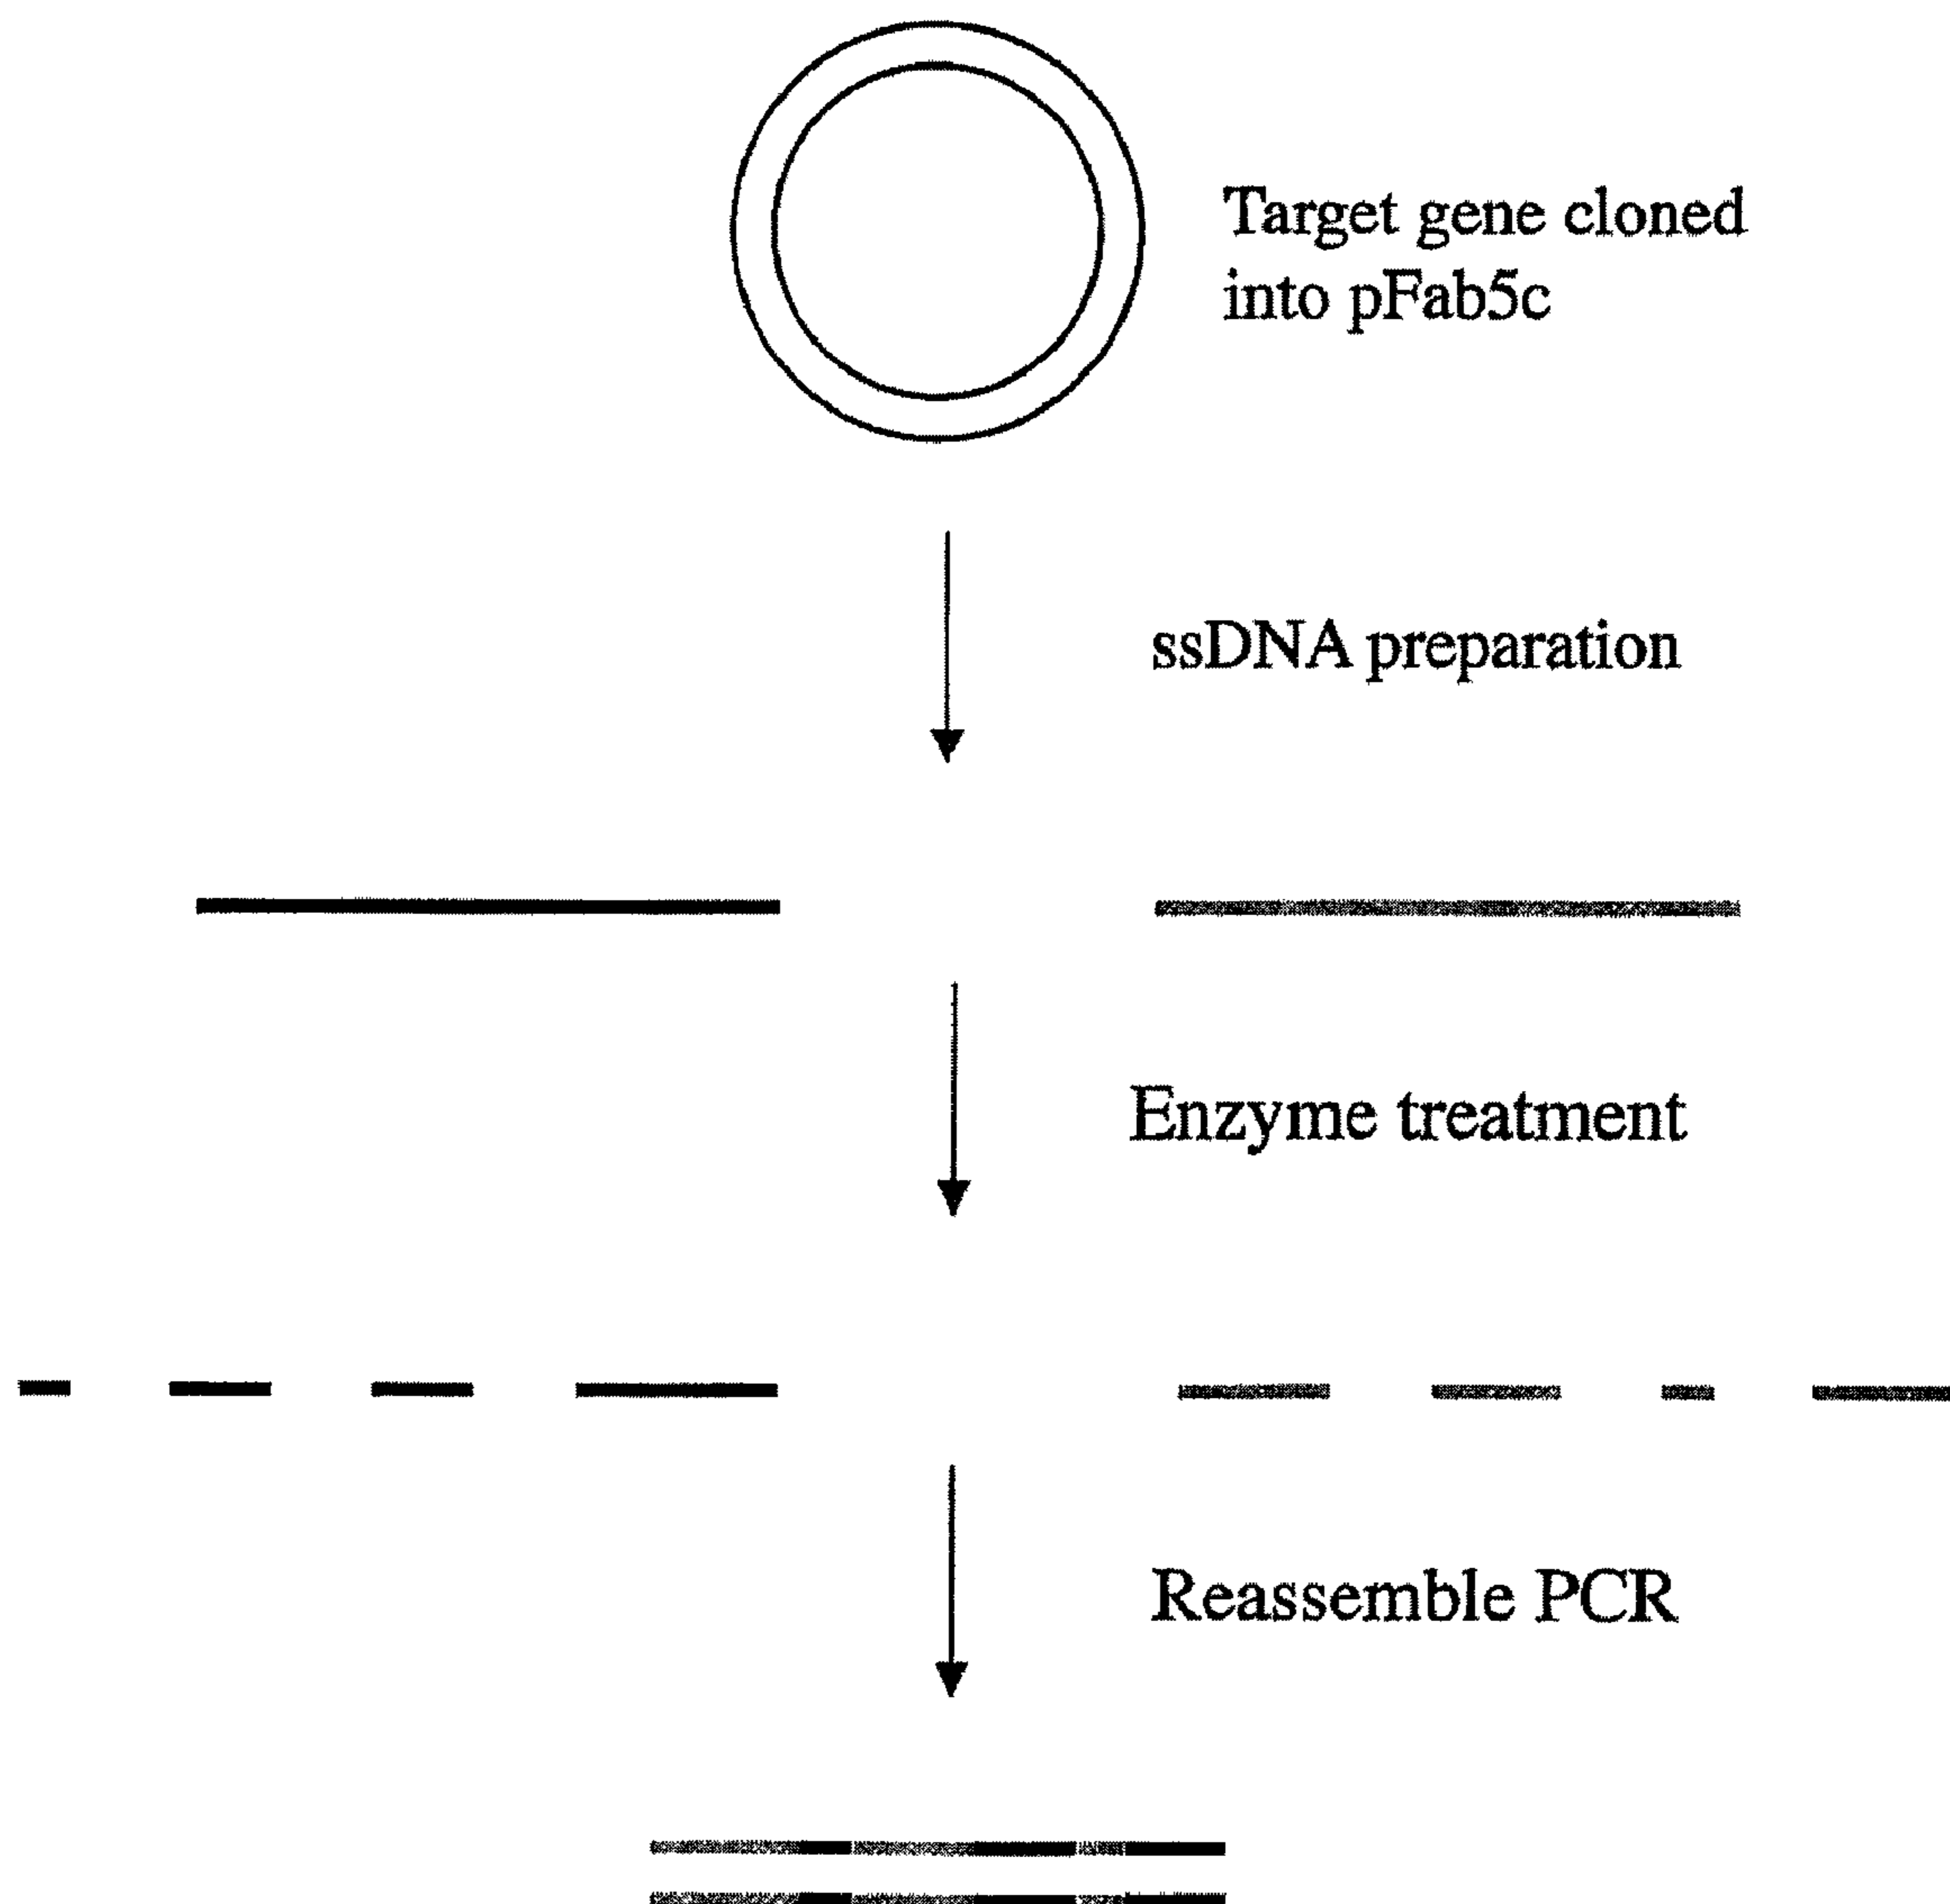 Target gene cloned
into pFab5c
ssDNA preparation
Enzyme treatment
Reassemble PCR